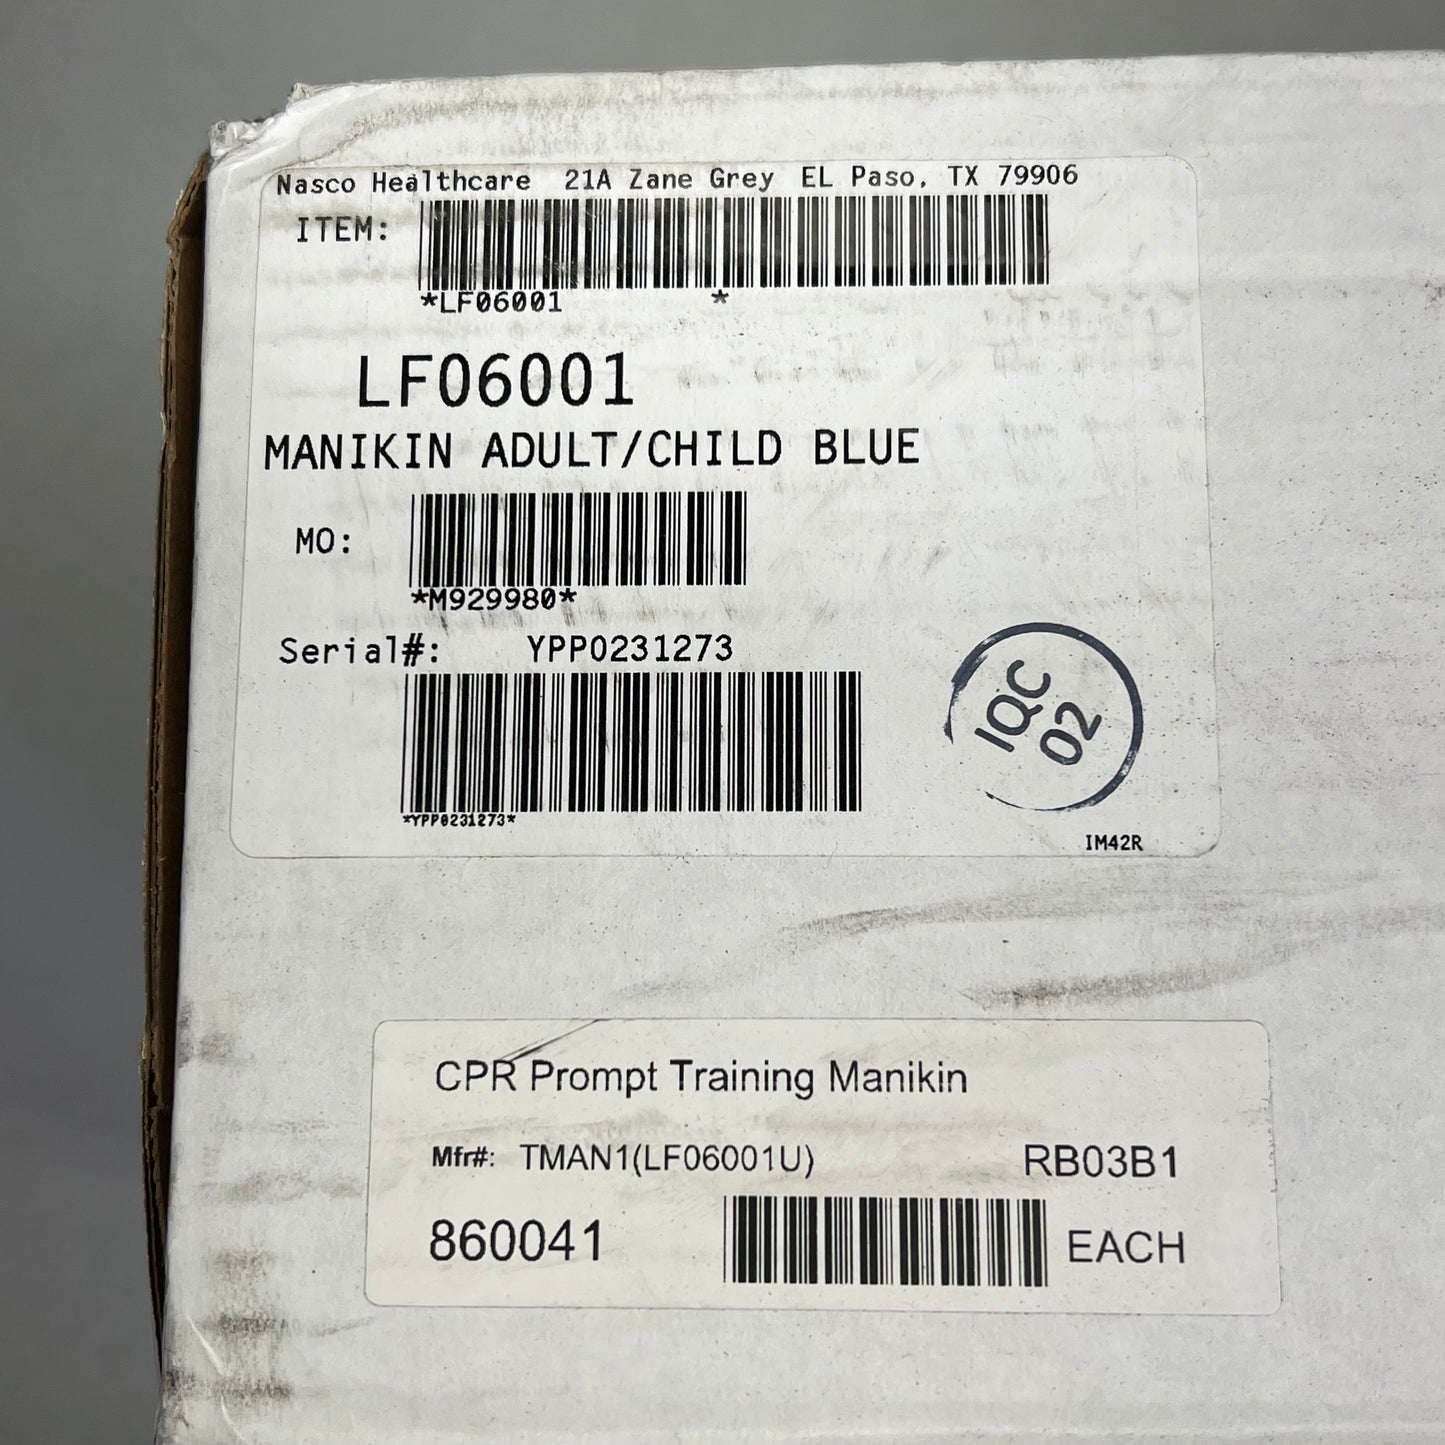 Nasco Healthcare 21A Zane Grey EL Paso, TX 79906
ITEM:
*LF06001 *
LF06001
MANIKIN ADULT/CHILD BLUE
MO:
*M929980*
Serial#: YPP0231273
*YPP0231273*
IQC
02
IM42R
CPR Prompt Training Manikin
Mfr#: TMAN1(LF06001U) RB03B1
860041 EACH